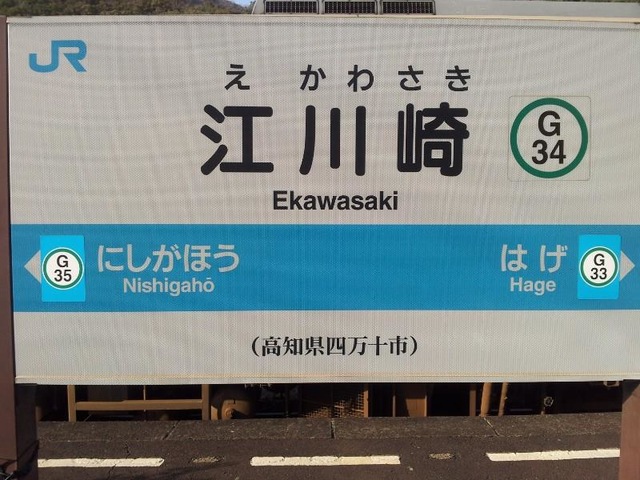 JR
えかわさき
江川崎
G
34
Ekawasaki
G
35
にしがほう
Nishigahō
はげ
Hage
G
33
(高知県四万十市)